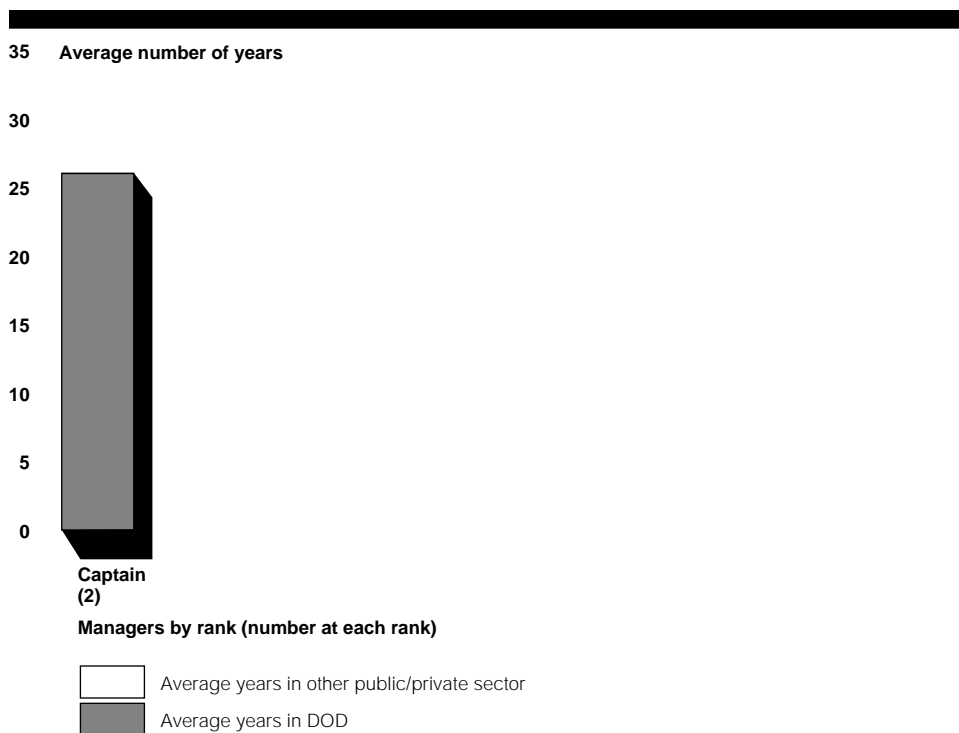 35 Average number of years
30
25
20
15
10
5
0
Captain
(2)
Managers by rank (number at each rank)
Average years in other public/private sector
Average years in DOD